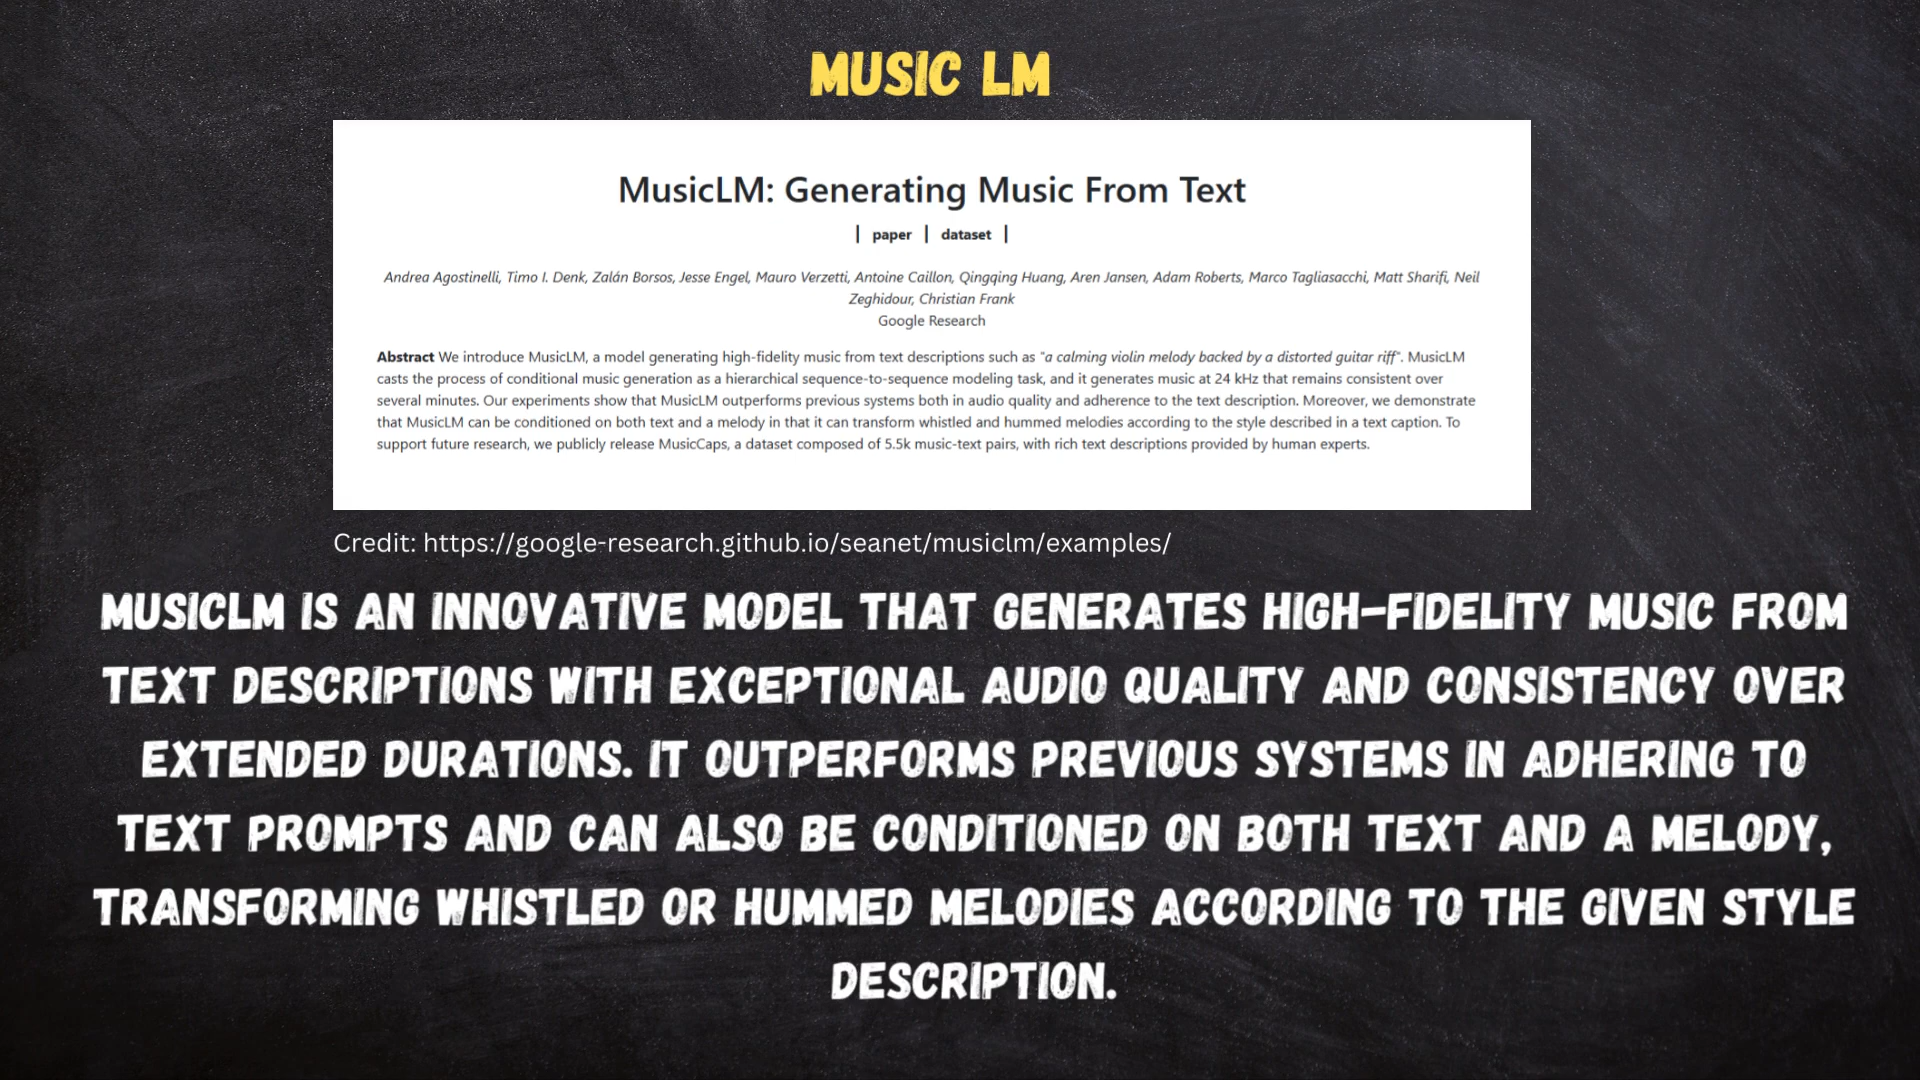 MUSIC LM
MusicLM: Generating Music From Text
| paper | dataset |
Andrea Agostinelli, Timo I. Denk, Zalán Borsos, Jesse Engel, Mauro Verzetti, Antoine Caillon, Qingqing Huang, Aren Jansen, Adam Roberts, Marco Tagliasacchi, Matt Sharifi, Neil
Zeghidour, Christian Frank
Google Research
Abstract We introduce MusicLM, a model generating high-fidelity music from text descriptions such as "a calming violin melody backed by a distorted guitar riff". MusicLM
casts the process of conditional music generation as a hierarchical sequence-to-sequence modeling task, and it generates music at 24 kHz that remains consistent over
several minutes. Our experiments show that MusicLM outperforms previous systems both in audio quality and adherence to the text description. Moreover, we demonstrate
that MusicLM can be conditioned on both text and a melody in that it can transform whistled and hummed melodies according to the style described in a text caption. To
support future research, we publicly release MusicCaps, a dataset composed of 5.5k music-text pairs, with rich text descriptions provided by human experts.
Credit: https://google-research.github.io/seanet/musiclm/examples/
MUSICLM IS AN INNOVATIVE MODEL THAT GENERATES HIGH-FIDELITY MUSIC FROM
TEXT DESCRIPTIONS WITH EXCEPTIONAL AUDIO QUALITY AND CONSISTENCY OVER
EXTENDED DURATIONS. IT OUTPERFORMS PREVIOUS SYSTEMS IN ADHERING TO
TEXT PROMPTS AND CAN ALSO BE CONDITIONED ON BOTH TEXT AND A MELODY,
TRANSFORMING WHISTLED OR HUMMED MELODIES ACCORDING TO THE GIVEN STYLE
DESCRIPTION.